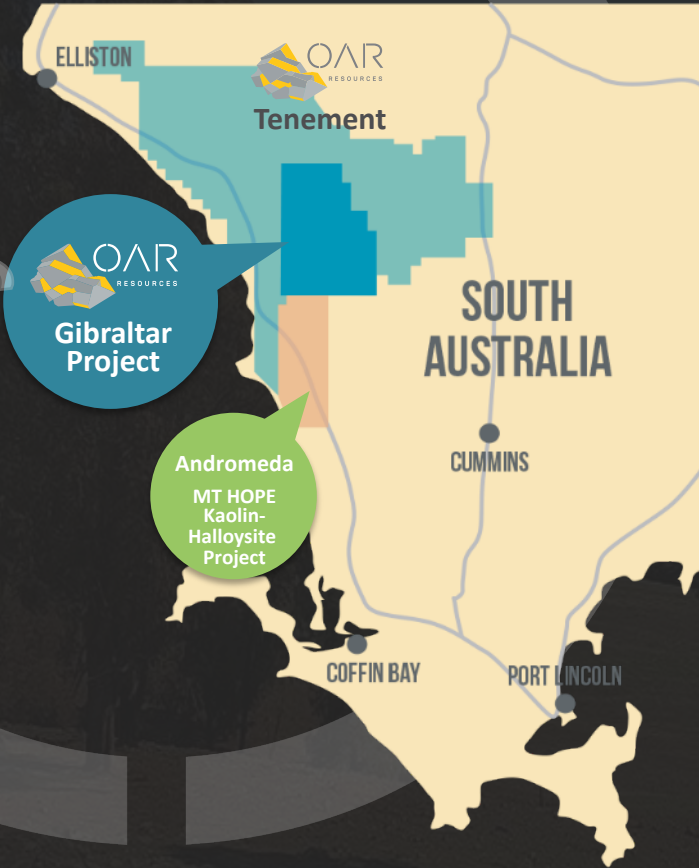 ELLISTON
OAR
RESOURCES
Tenement
OAR
RESOURCES
Gibraltar
Project
SOUTH
AUSTRALIA
Andromeda
MT HOPE
Kaolin-
Halloysite
Project
CUMMINS
COFFIN BAY
PORT LINCOLN